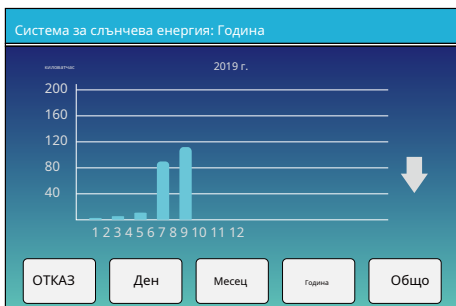 Система за слънчева енергия: Година
киловатчас
2019 г.
200
160
120
80
40
1 2 3 4 5 6 7 8 9 10 11 12
ОТКАЗ
Ден
Месец
Година
Общо